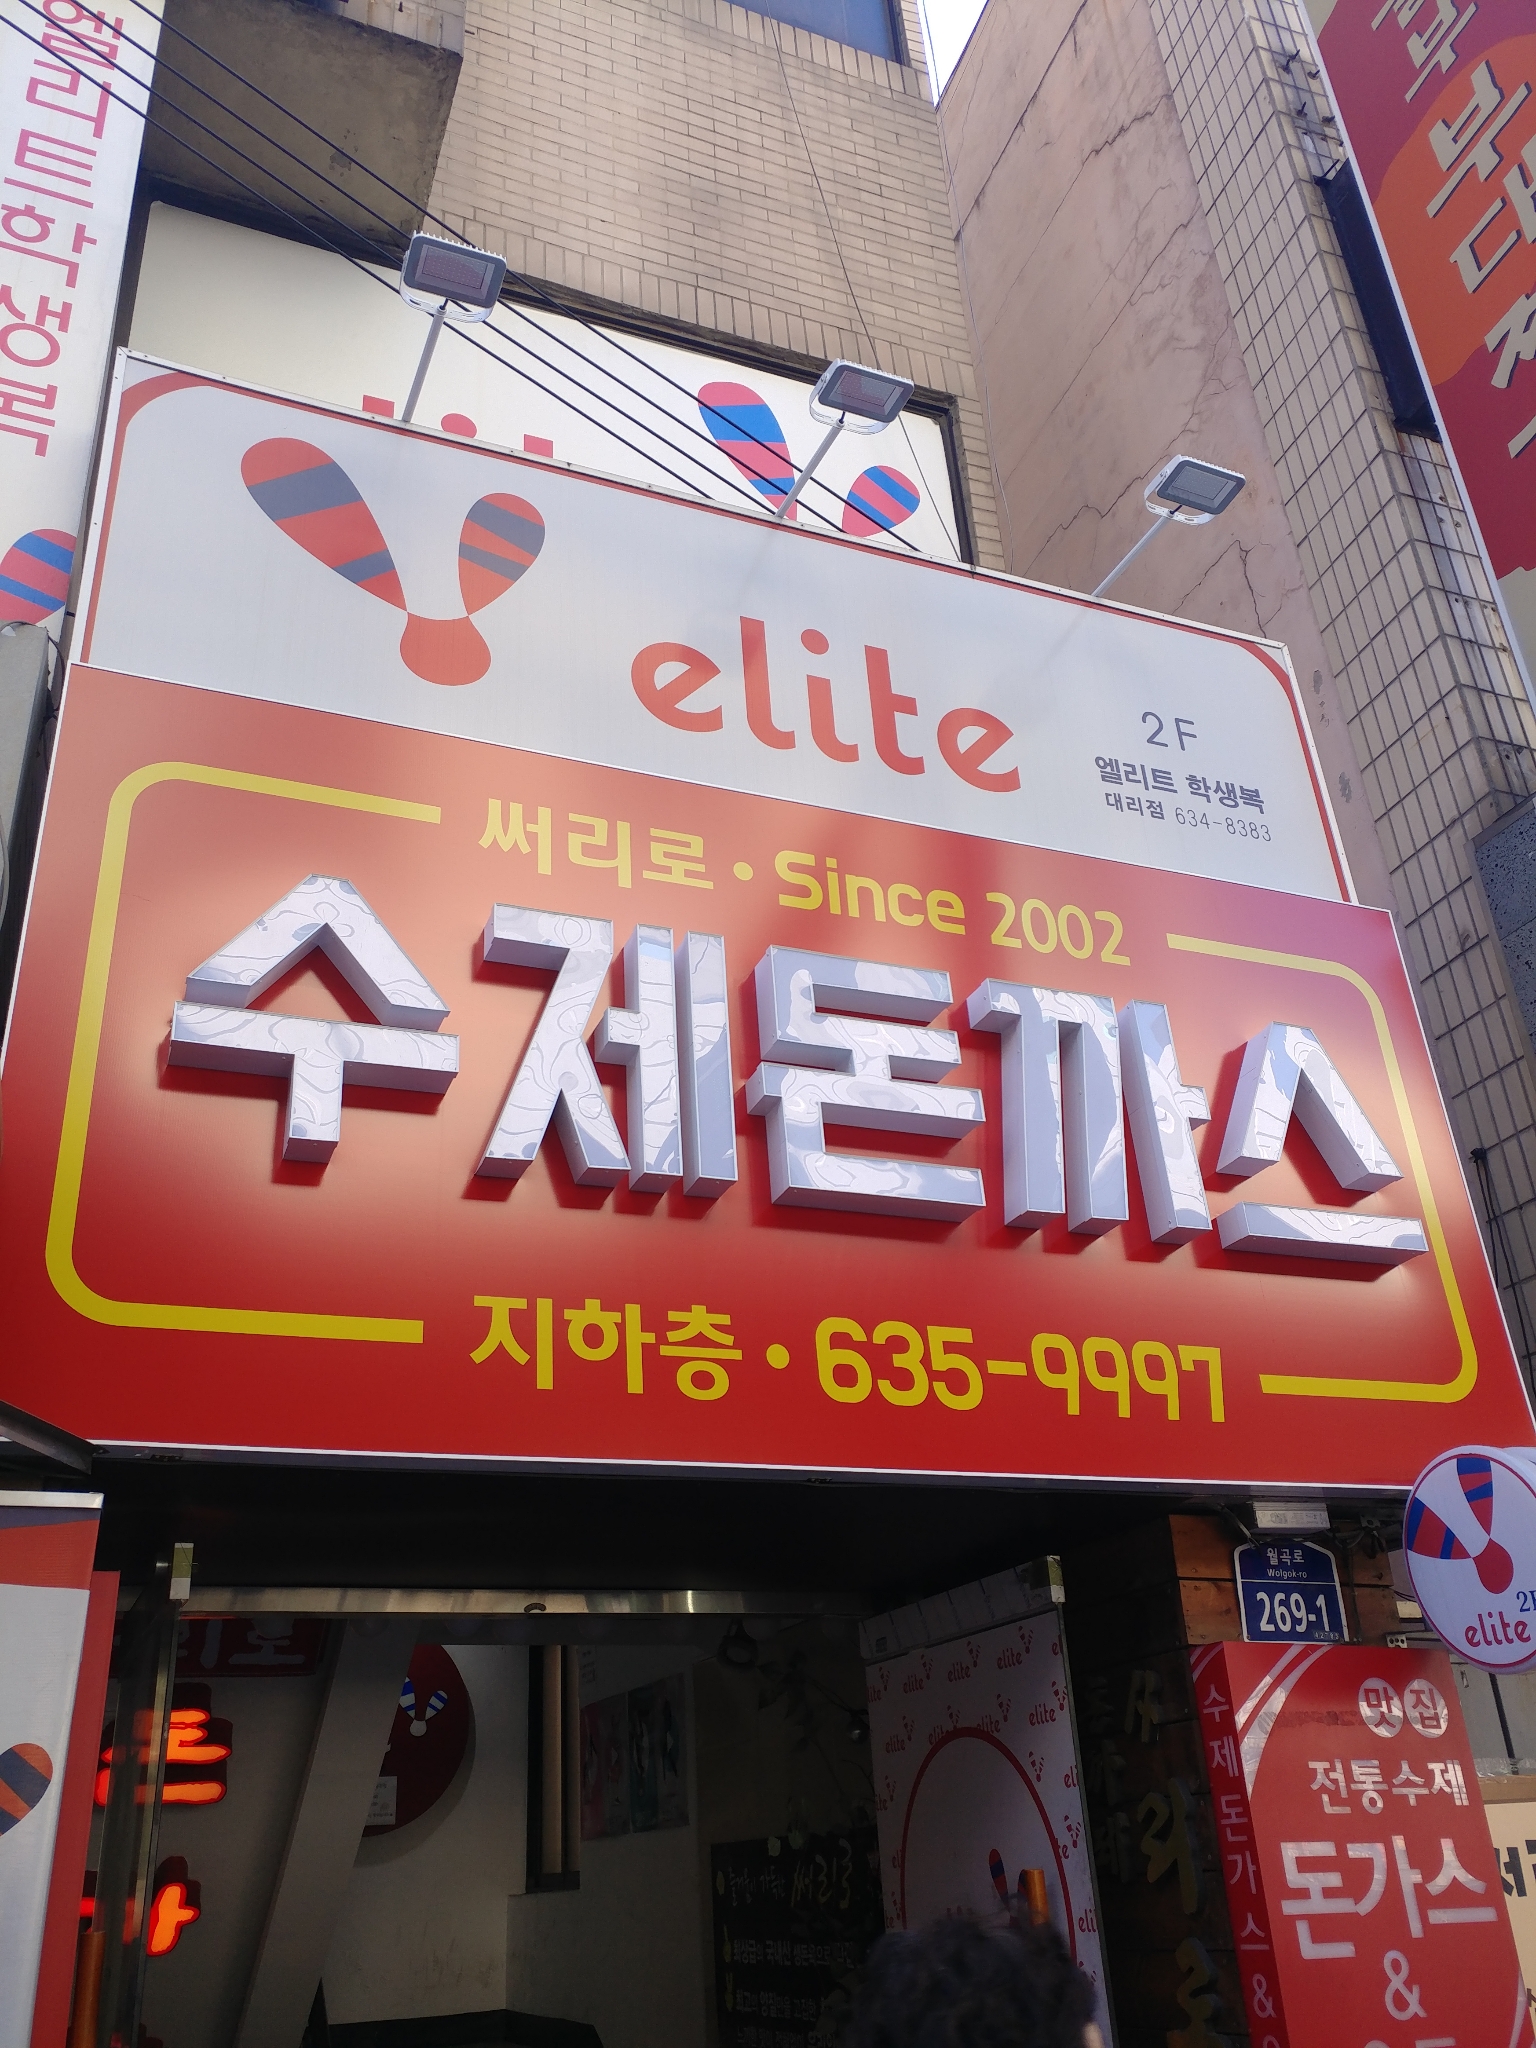 엘리트학생복
elite
2F
엘리트 학생복
대리점 634-8383
써리로 • Since 2002
수제돈까스
지하층 • 635-9997
월곡로
Wolgok-ro
269-1
2F
elite
맛집
전통수제
돈가스
&
수제돈가스&
써리로